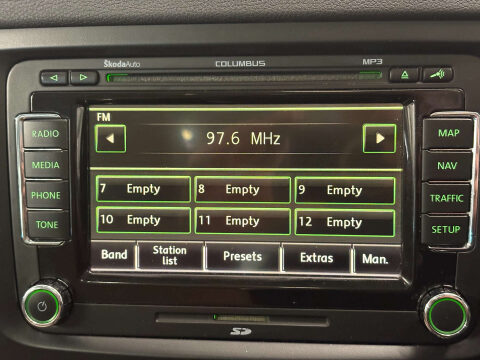 ŠkodaAuto COLUMBUS MP3
RADIO
MEDIA
PHONE
TONE
FM
97.6 MHz
7 Empty 8 Empty 9 Empty
10 Empty 11 Empty 12 Empty
Band Station list Presets Extras Man.
MAP
NAV
TRAFFIC
SETUP
SD